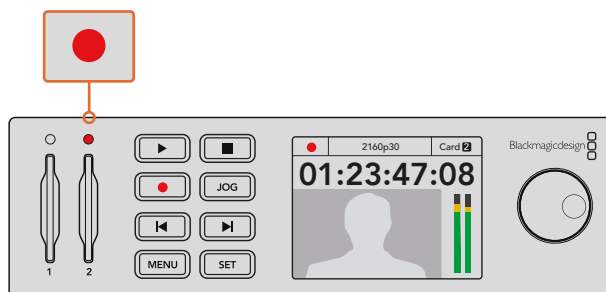 2160p30 Card 2
01:23:47:08
Blackmagicdesign
JOG
MENU SET
1 2